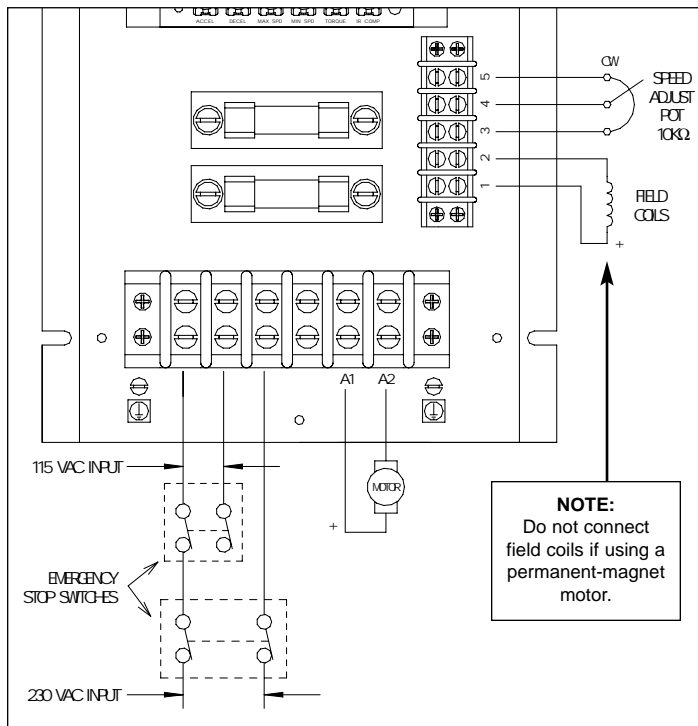 ACCEL DECEL MAX SPD MIN SPD TORQUE IR COMP
5
4
3
2
1
CW
SPEED
ADJUST
POT
10KΩ
FIELD
COILS
+
A1 A2
115 VAC INPUT
MOTOR
+
EMERGENCY
STOP SWITCHES
230 VAC INPUT
NOTE:
Do not connect
field coils if using a
permanent-magnet
motor.